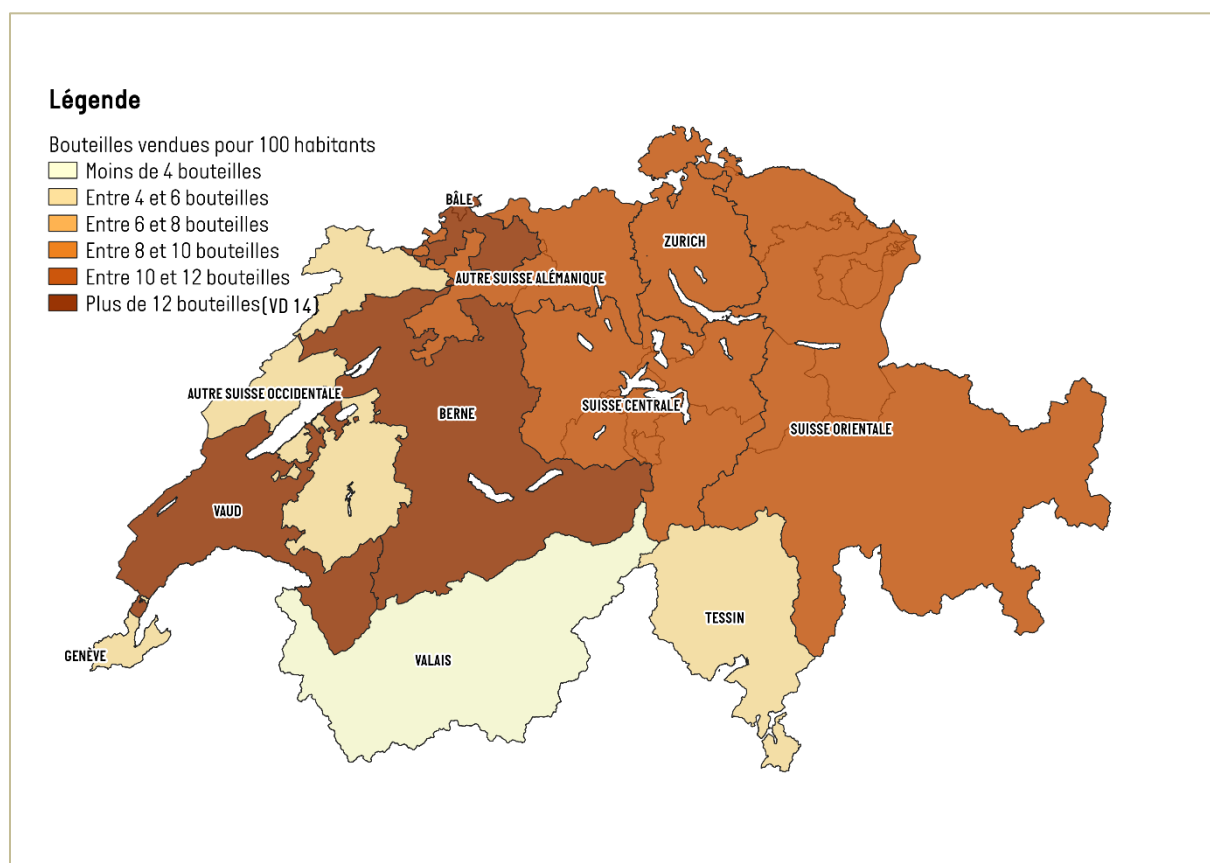 Légende
Bouteilles vendues pour 100 habitants
Moins de 4 bouteilles
Entre 4 et 6 bouteilles
Entre 6 et 8 bouteilles
Entre 8 et 10 bouteilles
Entre 10 et 12 bouteilles
Plus de 12 bouteilles(VD 14)
BÂLE
ZURICH
AUTRE SUISSE ALÉMANIQUE
AUTRE SUISSE OCCIDENTALE
BERNE
SUISSE CENTRALE
SUISSE ORIENTALE
VAUD
TESSIN
GENÈVE
VALAIS